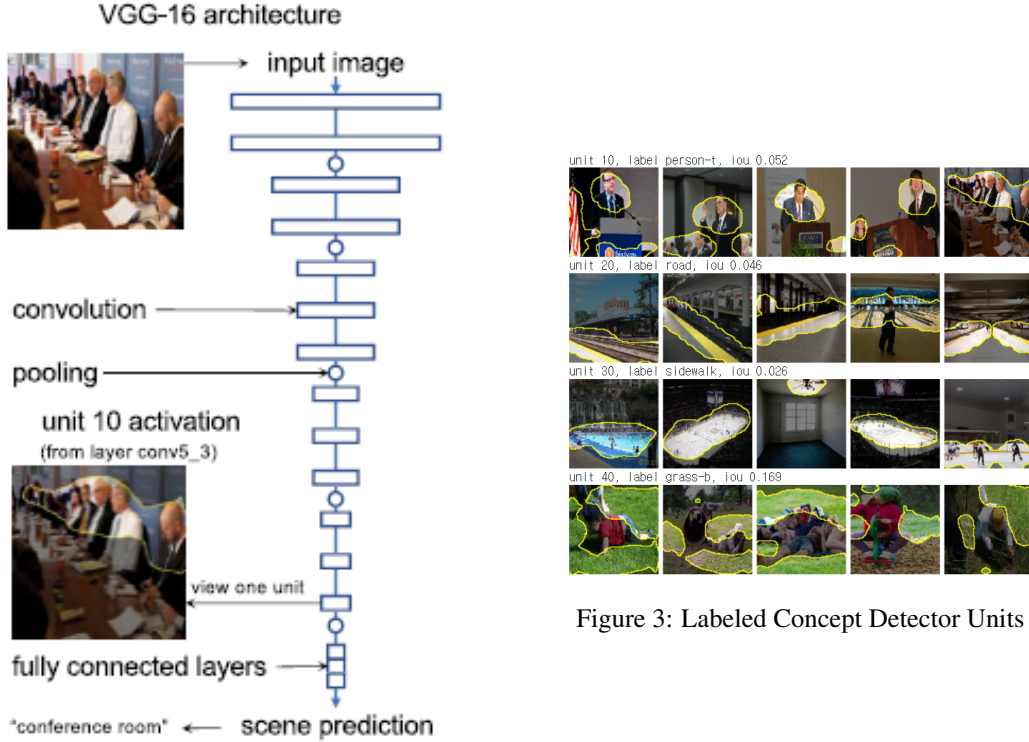 VGG-16 architecture
input image
convolution
pooling
unit 10 activation
(from layer conv5_3)
view one unit
fully connected layers
"conference room"
scene prediction
unit 10, label person-t, iou 0.052
unit 20, label road, iou 0.046
unit 30, label sidewalk, iou 0.026
unit 40, label grass-b, iou 0.169
Figure 3: Labeled Concept Detector Units